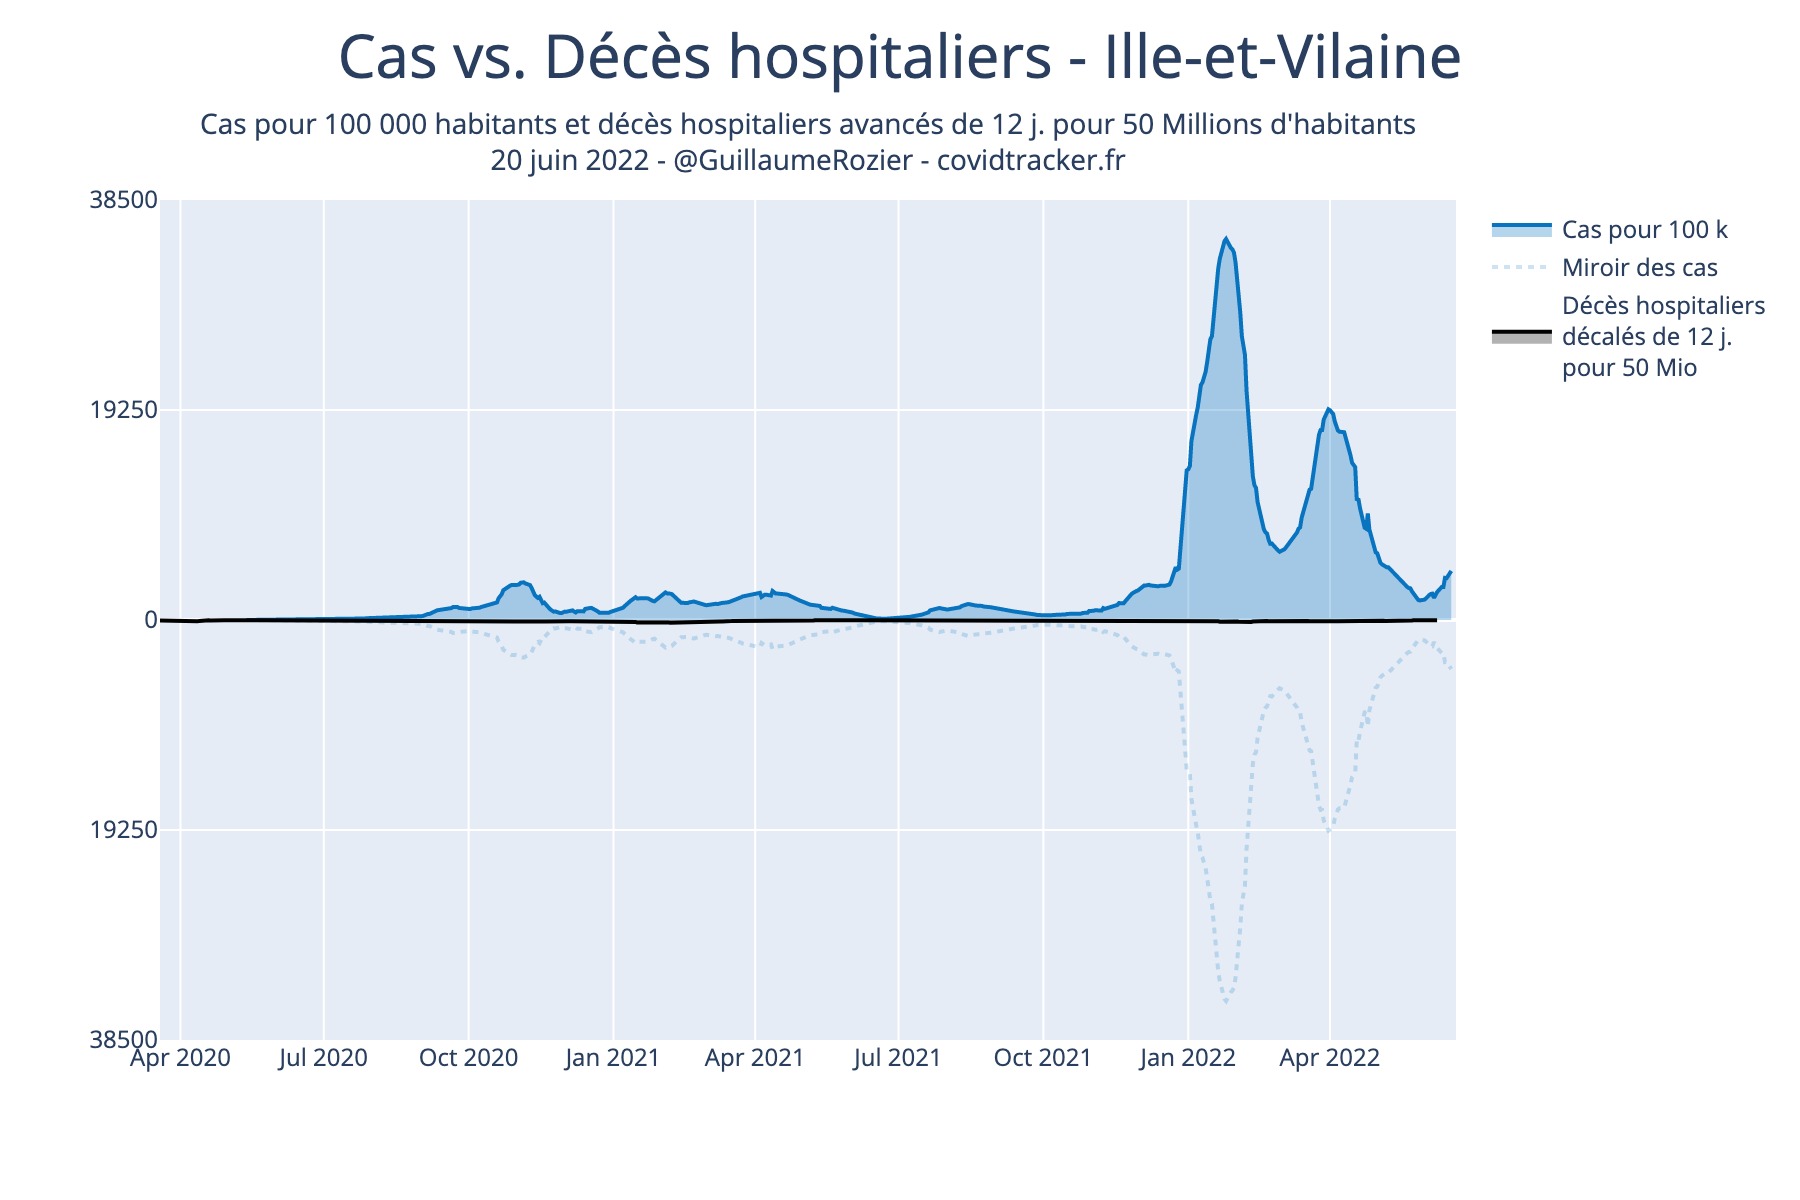 Cas vs. Décès hospitaliers - Ille-et-Vilaine
Cas pour 100 000 habitants et décès hospitaliers avancés de 12 j. pour 50 Millions d'habitants
20 juin 2022 - @GuillaumeRozier - covidtracker.fr
38500
19250
0
19250
38500
Apr 2020
Jul 2020
Oct 2020
Jan 2021
Apr 2021
Jul 2021
Oct 2021
Jan 2022
Apr 2022
Cas pour 100 k
Miroir des cas
Décès hospitaliers
décalés de 12 j.
pour 50 Mio